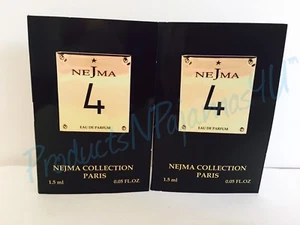 NEJMA
4
EAU DE PARFUM
NEJMA COLLECTION
PARIS
1.5 ml 0.05 FL.OZ
NEJMA
4
EAU DE PARFUM
NEJMA COLLECTION
PARIS
1.5 ml 0.05 FL.OZ
ProductsNPajamas4U